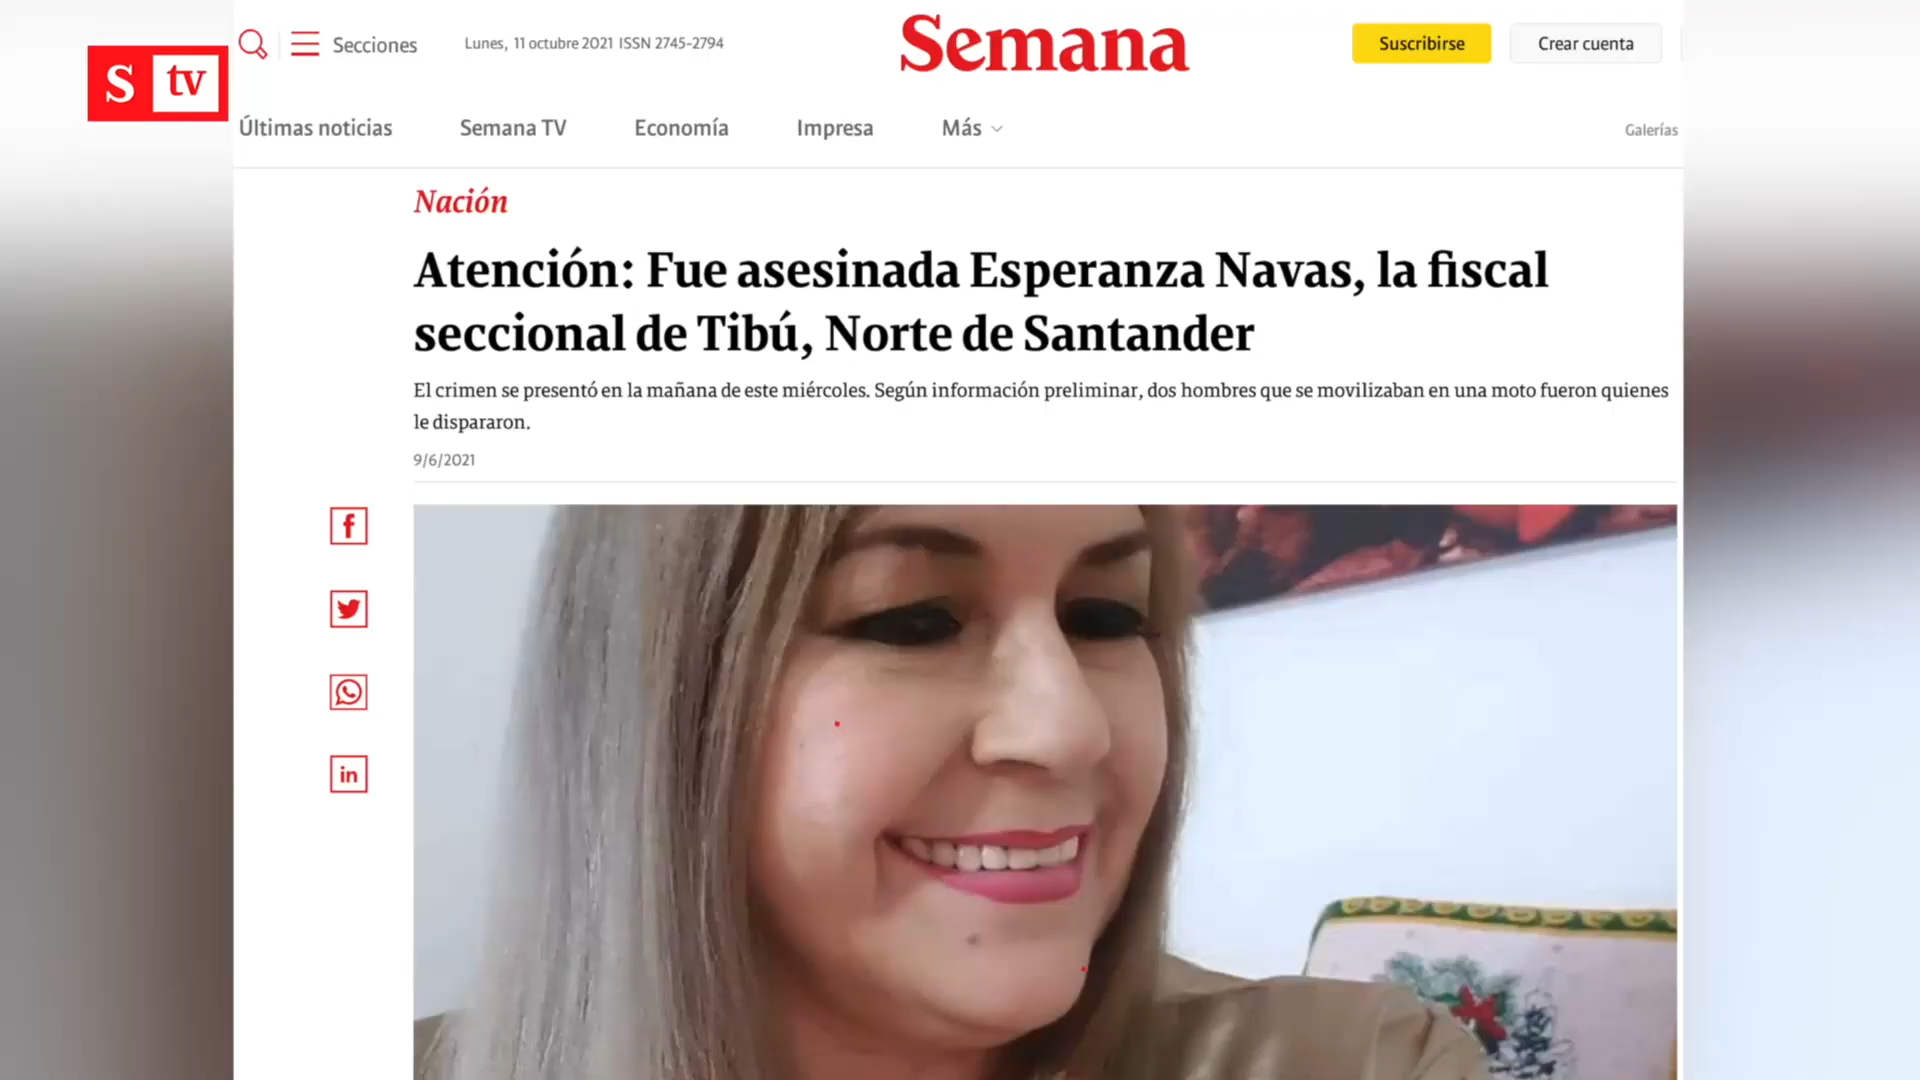 S tv
Secciones
Lunes, 11 octubre 2021 ISSN 2745-2794
Semana
Suscribirse
Crear cuenta
Últimas noticias
Semana TV
Economía
Impresa
Más
Galerías
Nación
Atención: Fue asesinada Esperanza Navas, la fiscal
seccional de Tibú, Norte de Santander
El crimen se presentó en la mañana de este miércoles. Según información preliminar, dos hombres que se movilizaban en una moto fueron quienes
le dispararon.
9/6/2021
f
in